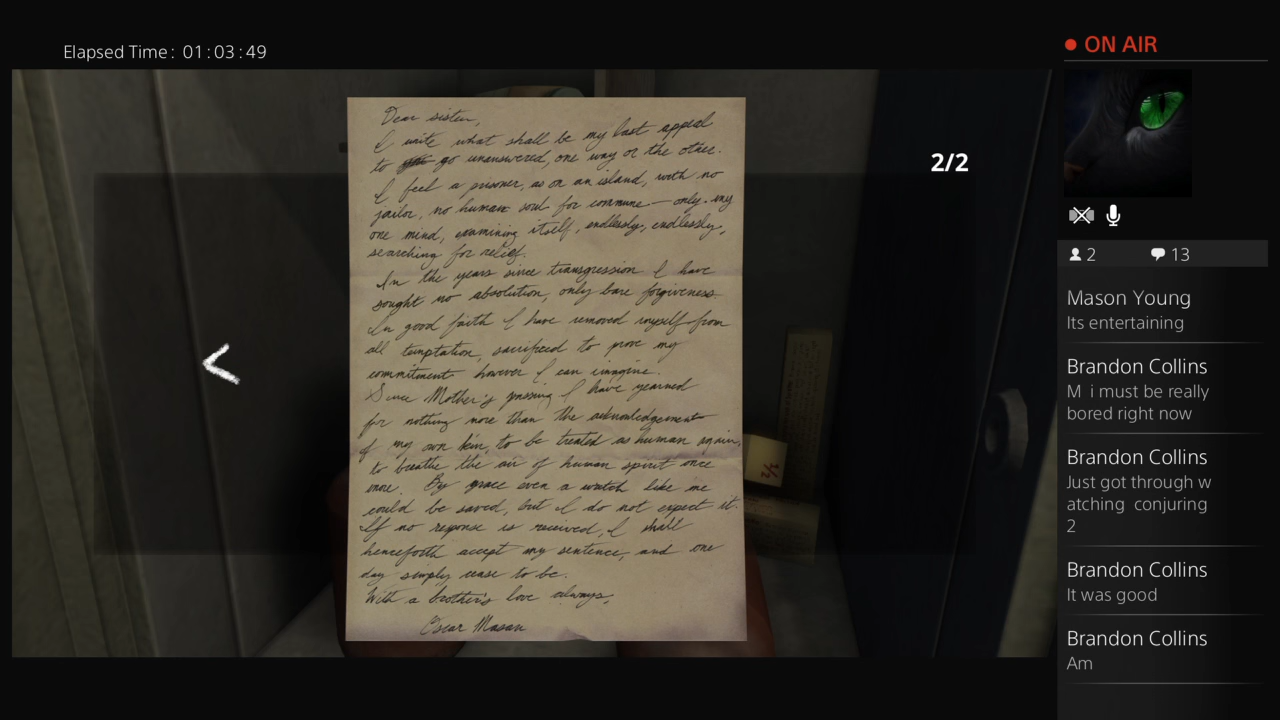 Elapsed Time: 01:03:49
ON AIR
2
13
Mason Young
Its entertaining
Brandon Collins
M i must be really
bored right now
Brandon Collins
Just got through w
atching conjuring
2
Brandon Collins
It was good
Brandon Collins
Am
2/2
<
Dear sister,
I write what shall be my last appeal
to go unanswered, one way or the other.
I feel a prisoner, as on an island, with no
jailor, no human soul for commune — only my
one mind, examining itself, endlessly, endlessly,
searching for relief.
In the years since transgression I have
sought no absolution, only bare forgiveness.
In good faith I have removed myself from
all temptation, sacrificed to prove my
commitment however I can imagine.
Since Mother's passing I have yearned
for nothing more than the acknowledgement
of my own kin, to be treated as human again,
to breathe the air of human spirit once
more. By grace even a wretch like me
could be saved, but I do not expect it.
If no response is received, I shall
henceforth accept my sentence, and one
day simply cease to be.
With a brother's love always,
Oscar Mason